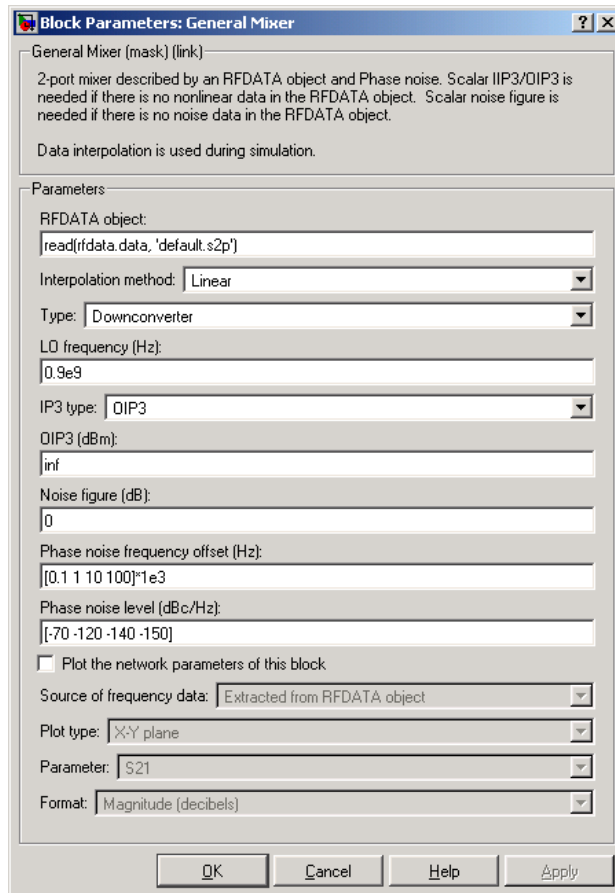 Block Parameters: General Mixer
General Mixer (mask) (link)
2-port mixer described by an RFDATA object and Phase noise. Scalar IIP3/OIP3 is
needed if there is no nonlinear data in the RFDATA object.  Scalar noise figure is
needed if there is no noise data in the RFDATA object.
Data interpolation is used during simulation.
Parameters
RFDATA object:
read(rfdata.data, 'default.s2p')
Interpolation method: Linear
Type: Downconverter
LO frequency (Hz):
0.9e9
IP3 type: OIP3
OIP3 (dBm):
inf
Noise figure (dB):
0
Phase noise frequency offset (Hz):
[0.1 1 10 100]*1e3
Phase noise level (dBc/Hz):
[-70 -120 -140 -150]
Plot the network parameters of this block
Source of frequency data: Extracted from RFDATA object
Plot type: X-Y plane
Parameter: S21
Format: Magnitude (decibels)
OK Cancel Help Apply